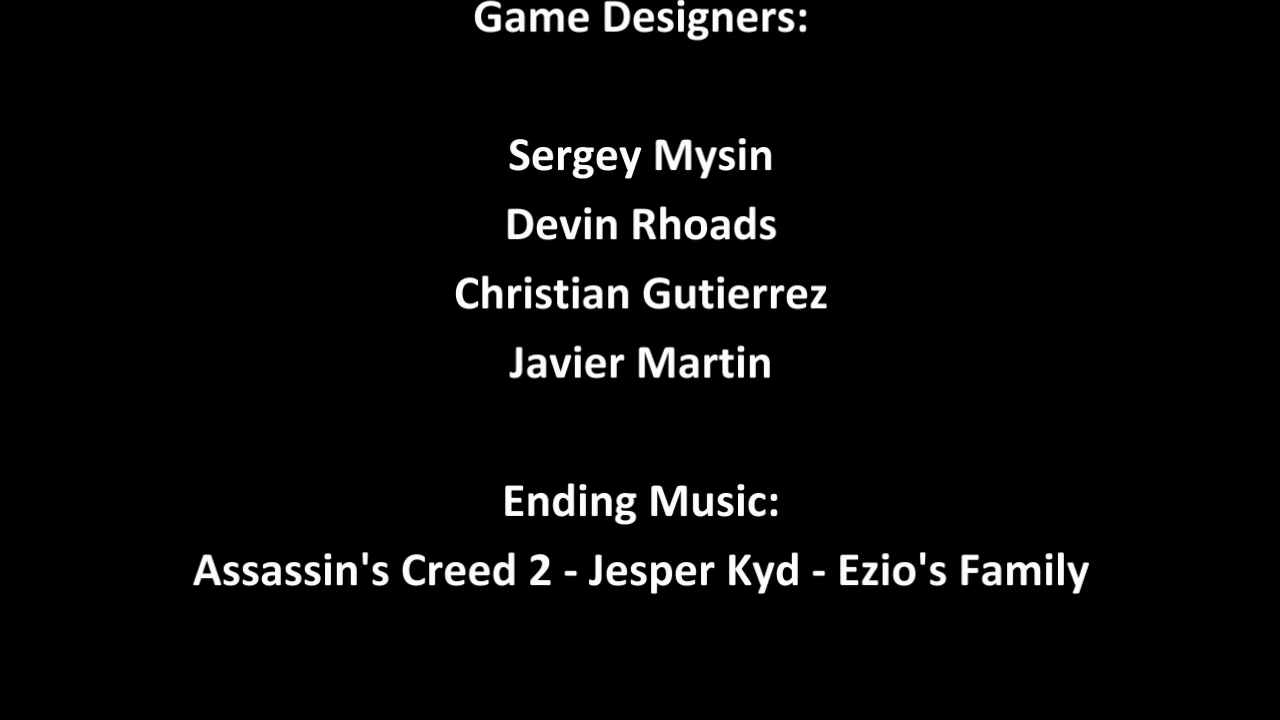 Game Designers:
Sergey Mysin
Devin Rhoads
Christian Gutierrez
Javier Martin
Ending Music:
Assassin's Creed 2 - Jesper Kyd - Ezio's Family